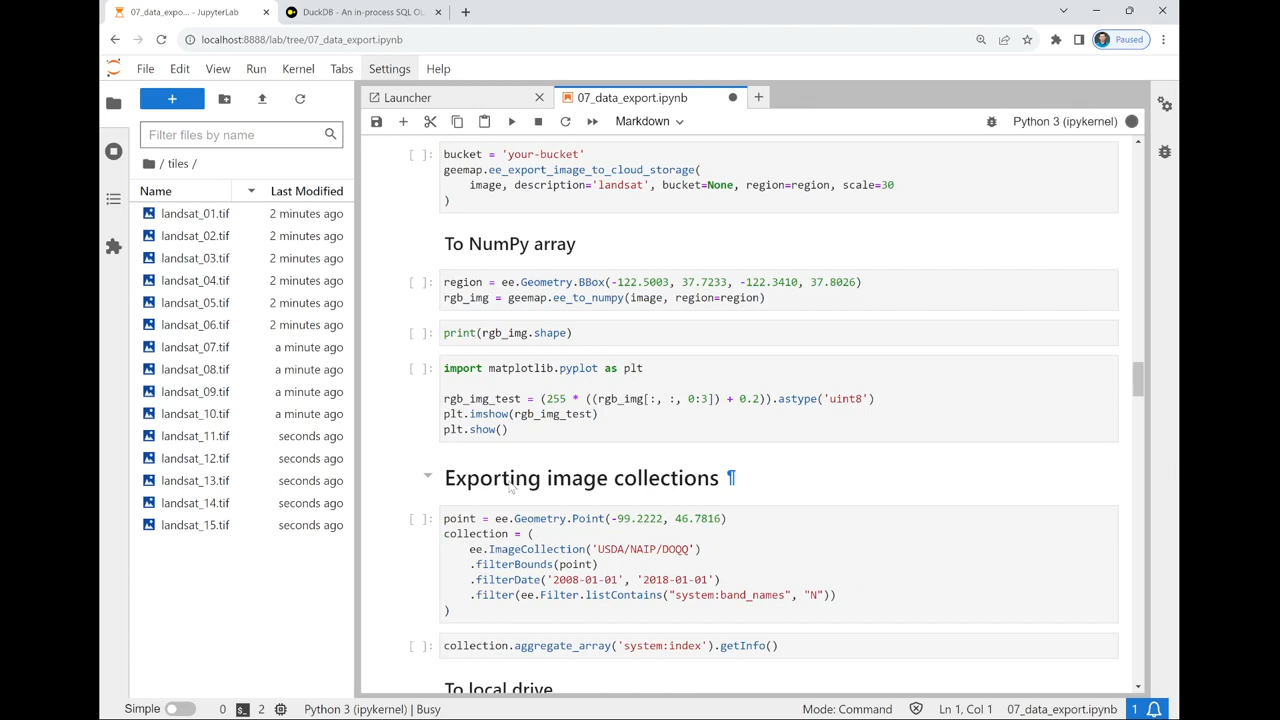 07_data_expo... - JupyterLab
DuckDB - An in-process SQL OL
localhost:8888/lab/tree/07_data_export.ipynb
Paused
File Edit View Run Kernel Tabs Settings Help
Launcher
07_data_export.ipynb
Filter files by name
Markdown
Python 3 (ipykernel)
/ tiles /
Name Last Modified
landsat_01.tif 2 minutes ago
landsat_02.tif 2 minutes ago
landsat_03.tif 2 minutes ago
landsat_04.tif 2 minutes ago
landsat_05.tif 2 minutes ago
landsat_06.tif 2 minutes ago
landsat_07.tif a minute ago
landsat_08.tif a minute ago
landsat_09.tif a minute ago
landsat_10.tif a minute ago
landsat_11.tif seconds ago
landsat_12.tif seconds ago
landsat_13.tif seconds ago
landsat_14.tif seconds ago
landsat_15.tif seconds ago
[ ]: bucket = 'your-bucket'
geemap.ee_export_image_to_cloud_storage(
image, description='landsat', bucket=None, region=region, scale=30
)
To NumPy array
[ ]: region = ee.Geometry.BBox(-122.5003, 37.7233, -122.3410, 37.8026)
rgb_img = geemap.ee_to_numpy(image, region=region)
[ ]: print(rgb_img.shape)
[ ]: import matplotlib.pyplot as plt
rgb_img_test = (255 * ((rgb_img[:, :, 0:3]) + 0.2)).astype('uint8')
plt.imshow(rgb_img_test)
plt.show()
Exporting image collections ¶
[ ]: point = ee.Geometry.Point(-99.2222, 46.7816)
collection = (
ee.ImageCollection('USDA/NAIP/DOQQ')
.filterBounds(point)
.filterDate('2008-01-01', '2018-01-01')
.filter(ee.Filter.listContains("system:band_names", "N"))
)
[ ]: collection.aggregate_array('system:index').getInfo()
To local drive
Simple 0 2 Python 3 (ipykernel) | Busy
Mode: Command Ln 1, Col 1 07_data_export.ipynb 1